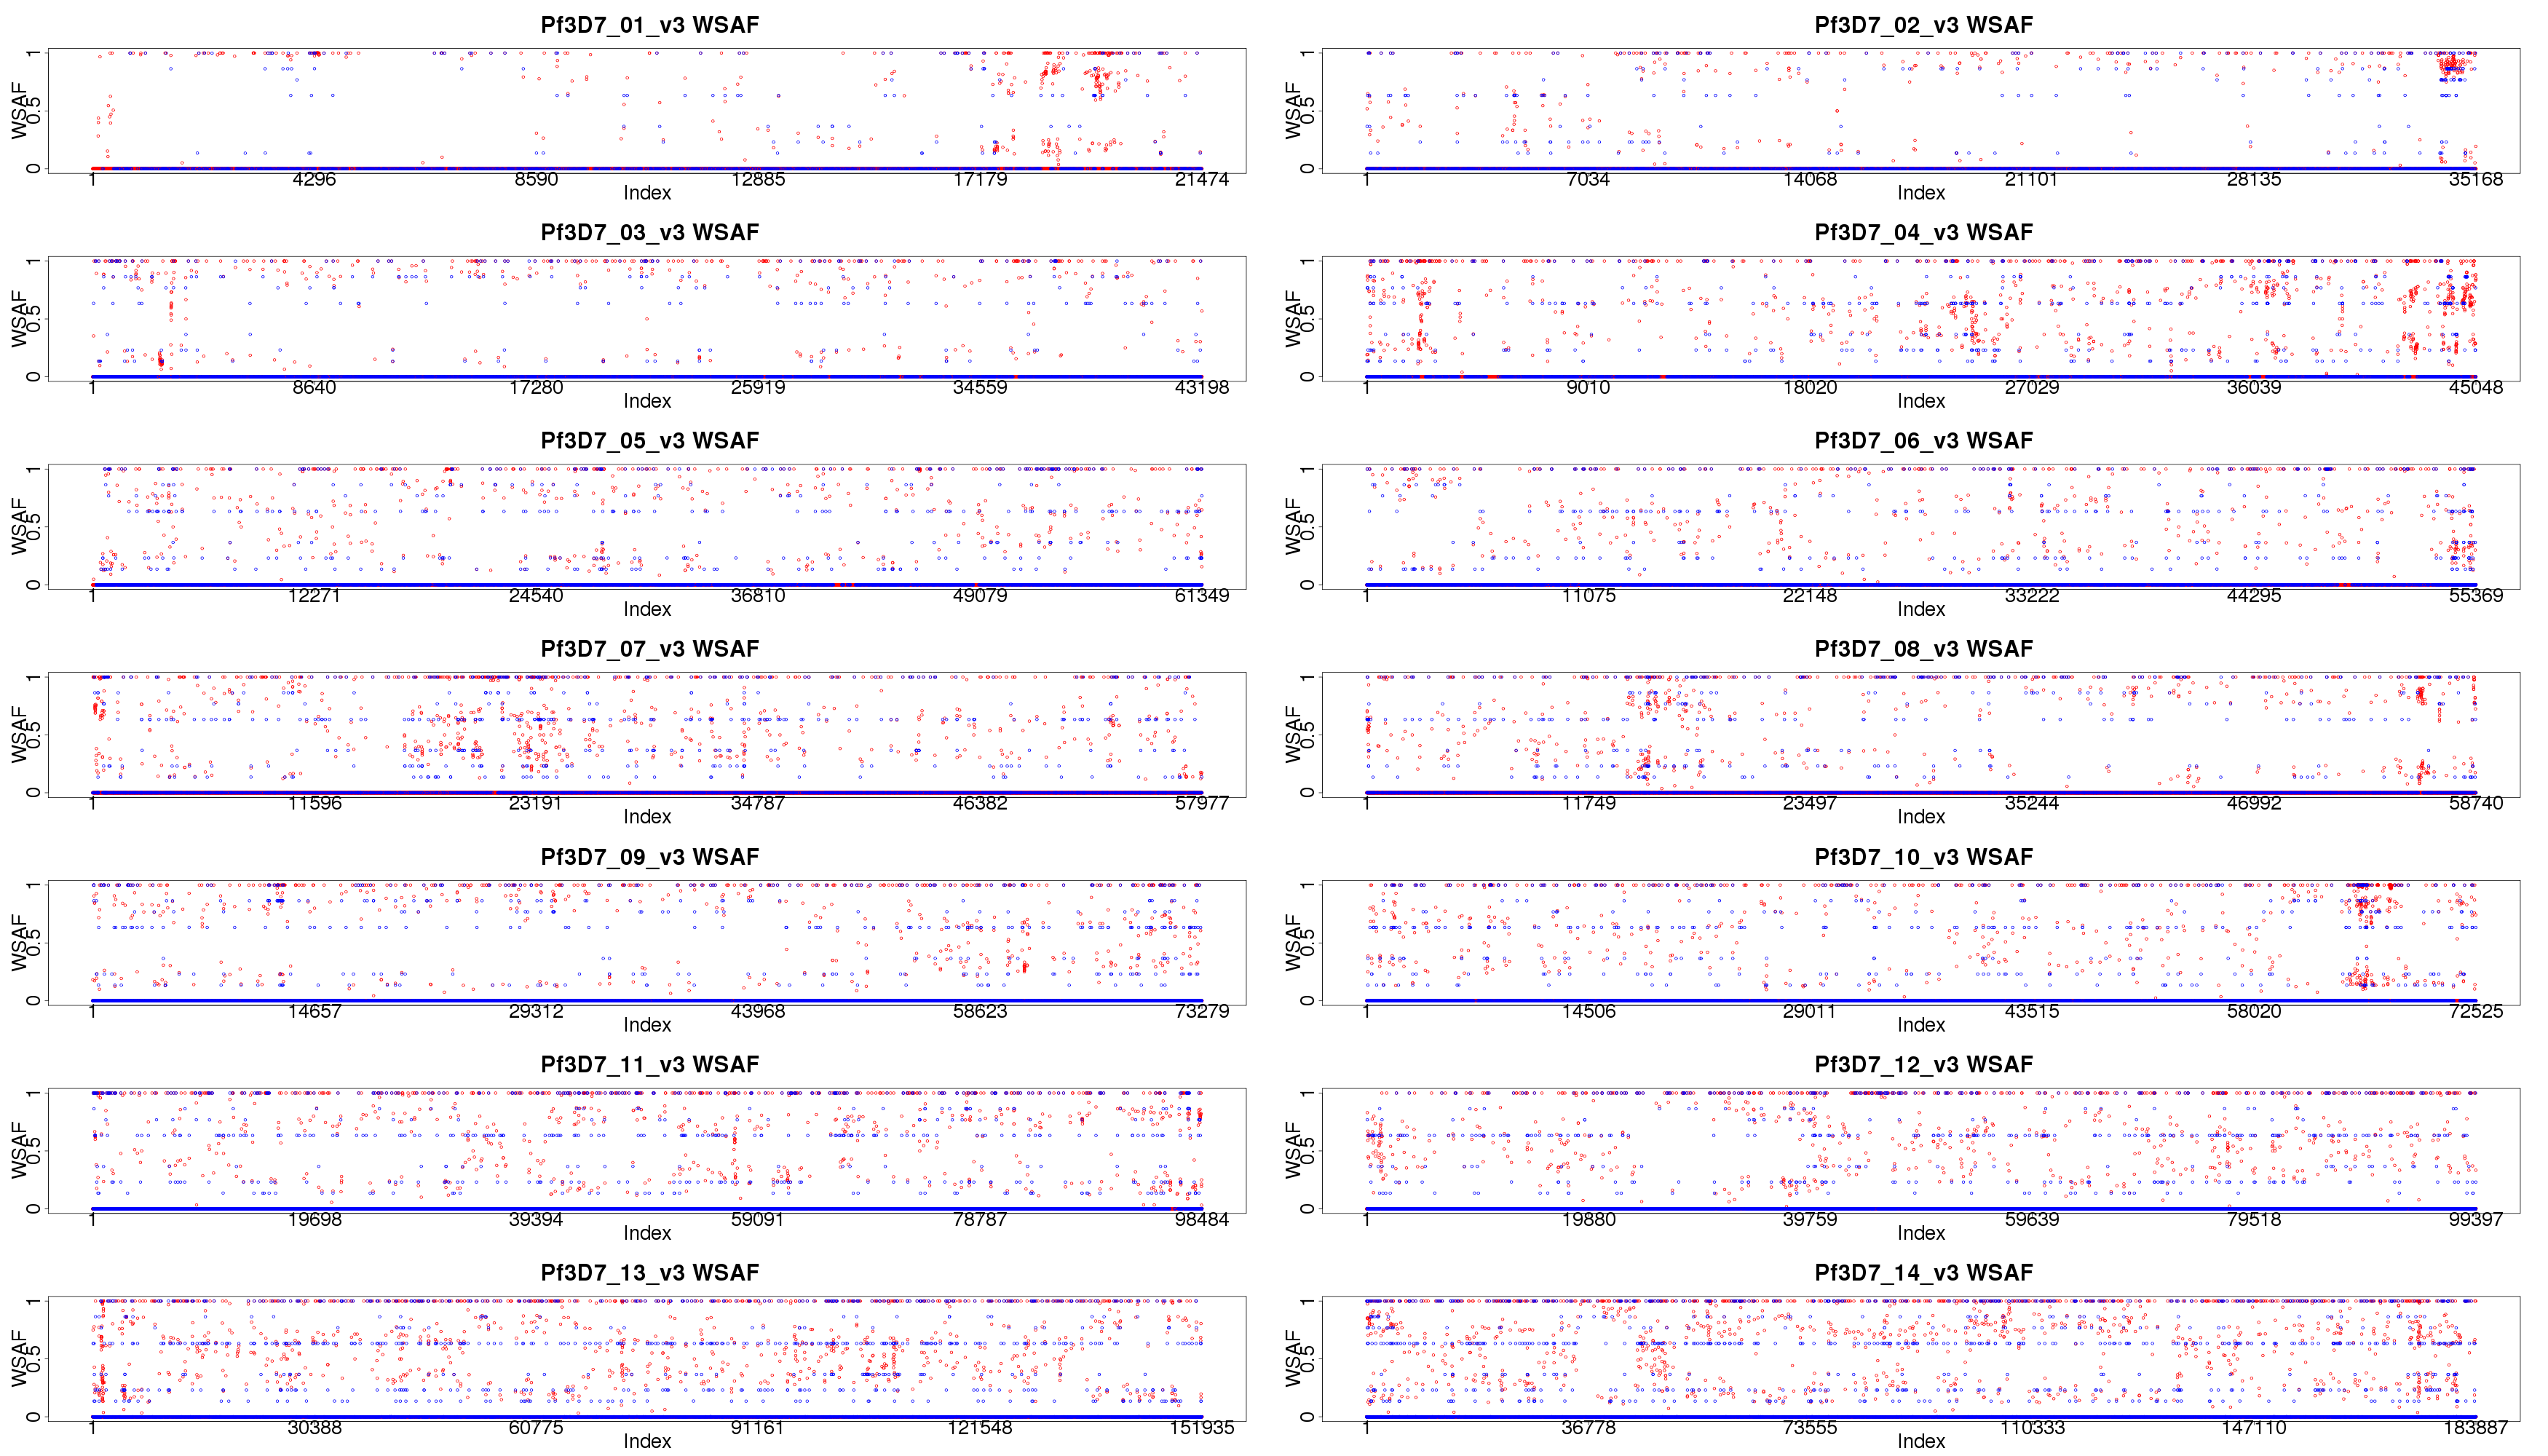 Pf3D7_01_v3 WSAF
WSAF
0 0.5 1
1 4296 8590 12885 17179 21474
Index
Pf3D7_02_v3 WSAF
WSAF
0 0.5 1
1 7034 14068 21101 28135 35168
Index
Pf3D7_03_v3 WSAF
WSAF
0 0.5 1
1 8640 17280 25919 34559 43198
Index
Pf3D7_04_v3 WSAF
WSAF
0 0.5 1
1 9010 18020 27029 36039 45048
Index
Pf3D7_05_v3 WSAF
WSAF
0 0.5 1
1 12271 24540 36810 49079 61349
Index
Pf3D7_06_v3 WSAF
WSAF
0 0.5 1
1 11075 22148 33222 44295 55369
Index
Pf3D7_07_v3 WSAF
WSAF
0 0.5 1
1 11596 23191 34787 46382 57977
Index
Pf3D7_08_v3 WSAF
WSAF
0 0.5 1
1 11749 23497 35244 46992 58740
Index
Pf3D7_09_v3 WSAF
WSAF
0 0.5 1
1 14657 29312 43968 58623 73279
Index
Pf3D7_10_v3 WSAF
WSAF
0 0.5 1
1 14506 29011 43515 58020 72525
Index
Pf3D7_11_v3 WSAF
WSAF
0 0.5 1
1 19698 39394 59091 78787 98484
Index
Pf3D7_12_v3 WSAF
WSAF
0 0.5 1
1 19880 39759 59639 79518 99397
Index
Pf3D7_13_v3 WSAF
WSAF
0 0.5 1
1 30388 60775 91161 121548 151935
Index
Pf3D7_14_v3 WSAF
WSAF
0 0.5 1
1 36778 73555 110333 147110 183887
Index